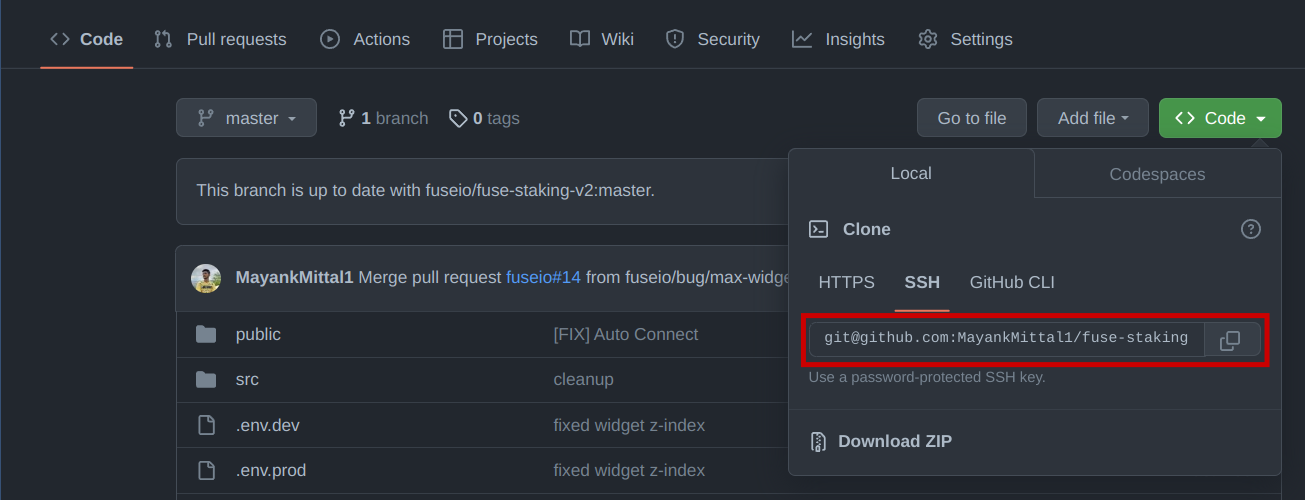 Code Pull requests Actions Projects Wiki Security Insights Settings
master 1 branch 0 tags Go to file Add file Code
This branch is up to date with fuseio/fuse-staking-v2:master.
Local Codespaces
Clone
HTTPS SSH GitHub CLI
git@github.com:MayankMittal1/fuse-staking
Use a password-protected SSH key.
Download ZIP
MayankMittal1 Merge pull request fuseio#14 from fuseio/bug/max-widge
public [FIX] Auto Connect
src cleanup
.env.dev fixed widget z-index
.env.prod fixed widget z-index